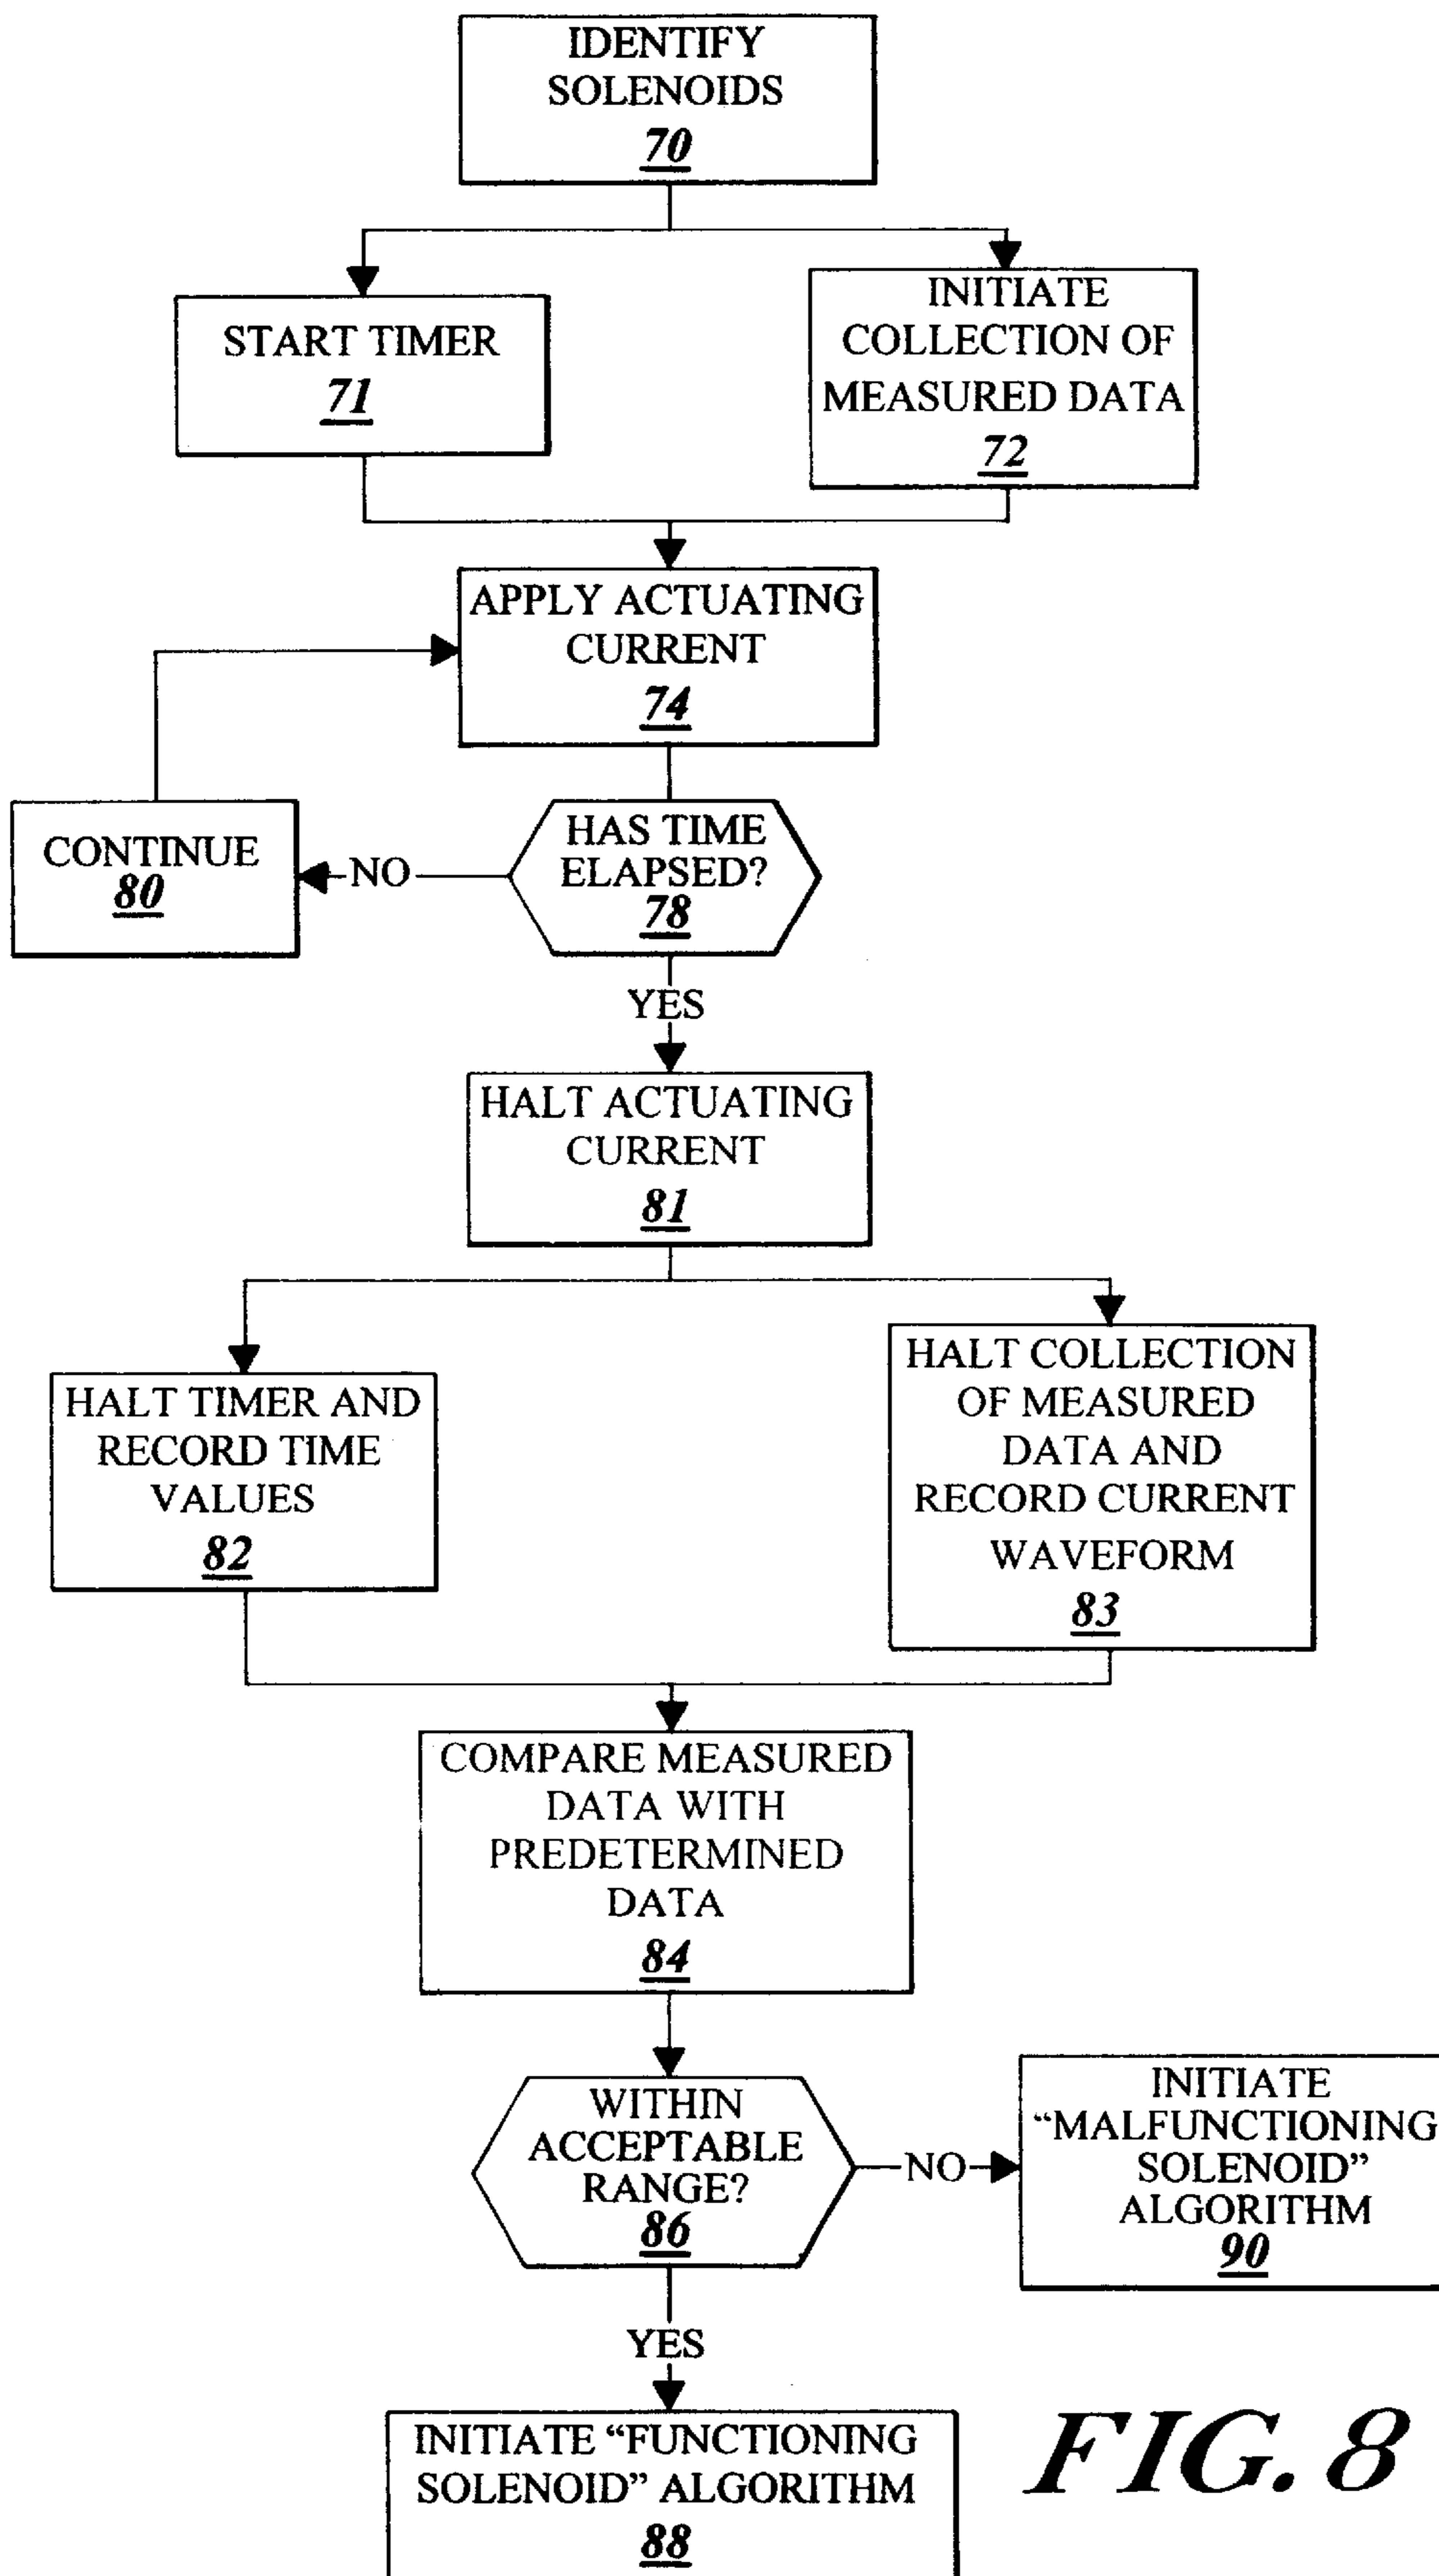 IDENTIFY
SOLENOIDS
70
START TIMER
71
INITIATE
COLLECTION OF
MEASURED DATA
72
APPLY ACTUATING
CURRENT
74
CONTINUE
80
NO
HAS TIME
ELAPSED?
78
YES
HALT ACTUATING
CURRENT
81
HALT TIMER AND
RECORD TIME
VALUES
82
HALT COLLECTION
OF MEASURED
DATA AND
RECORD CURRENT
WAVEFORM
83
COMPARE MEASURED
DATA WITH
PREDETERMINED
DATA
84
WITHIN
ACCEPTABLE
RANGE?
86
NO
INITIATE
“MALFUNCTIONING
SOLENOID”
ALGORITHM
90
YES
INITIATE “FUNCTIONING
SOLENOID” ALGORITHM
88
FIG. 8